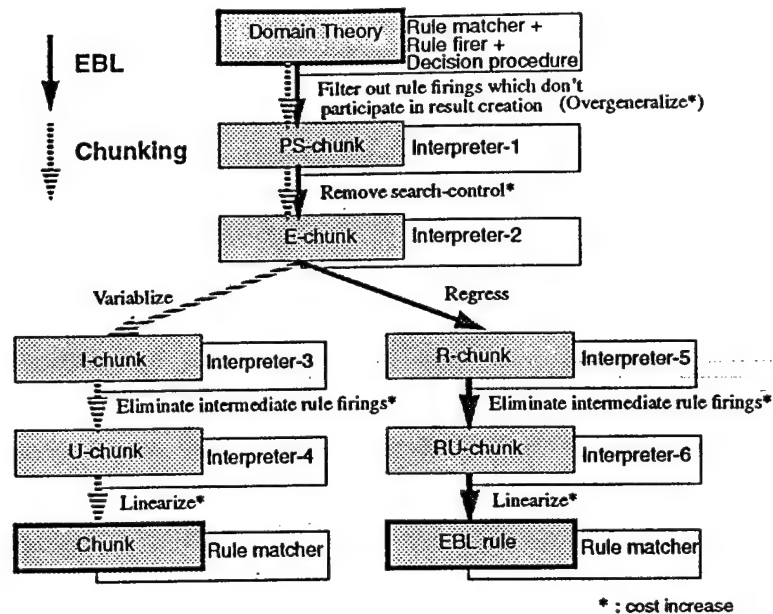 Domain Theory
Rule matcher +
Rule firer +
Decision procedure
EBL
Filter out rule firings which don't
participate in result creation (Overgeneralize*)
Chunking
PS-chunk
Interpreter-1
Remove search-control*
E-chunk
Interpreter-2
Variablize
Regress
I-chunk
Interpreter-3
R-chunk
Interpreter-5
Eliminate intermediate rule firings*
Eliminate intermediate rule firings*
U-chunk
Interpreter-4
RU-chunk
Interpreter-6
Linearize*
Linearize*
Chunk
Rule matcher
EBL rule
Rule matcher
* : cost increase